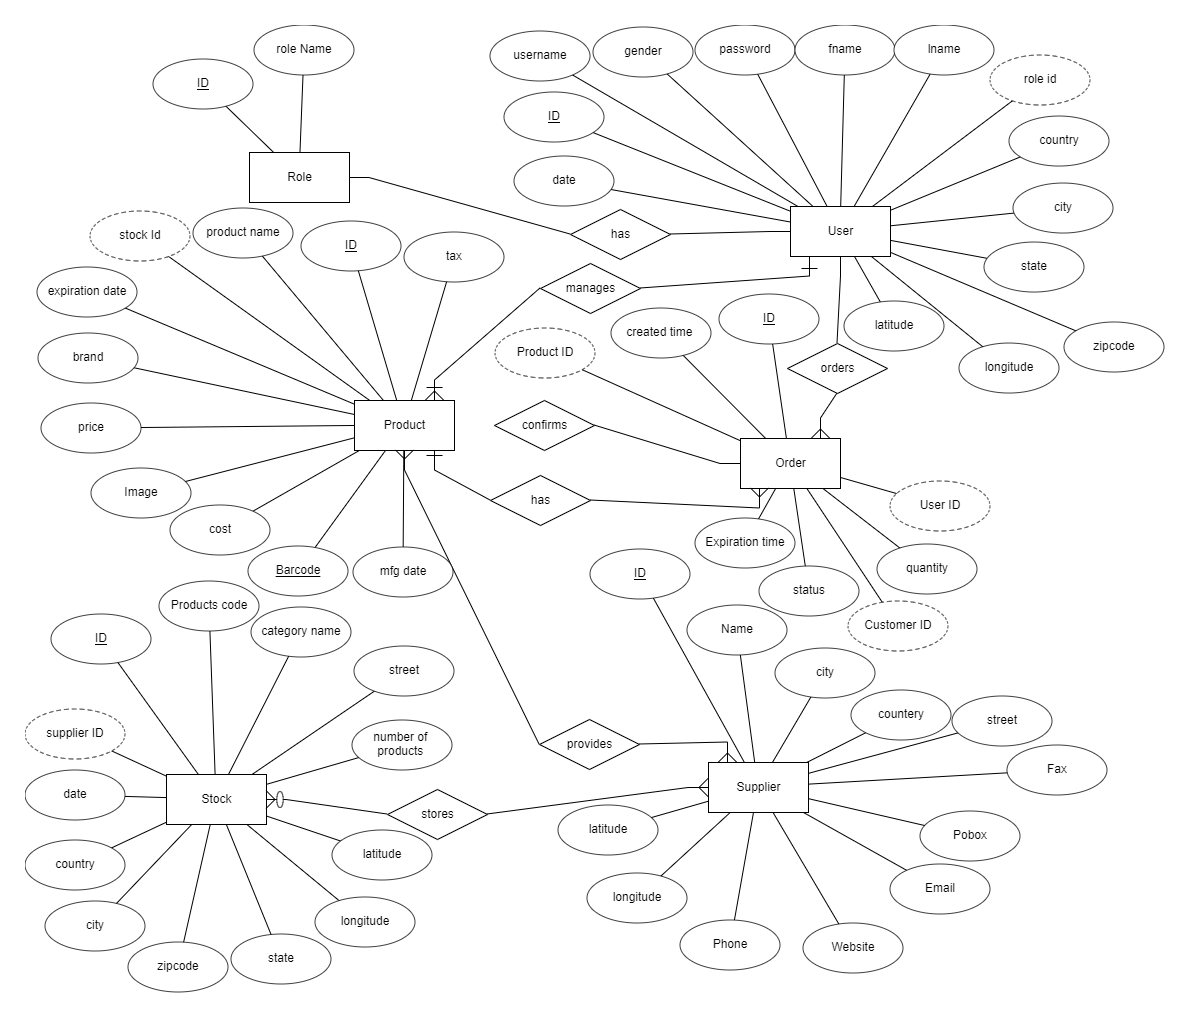 role Name
ID
Role
username
gender
password
fname
lname
role id
ID
country
date
city
has
User
state
stock Id
product name
ID
tax
expiration date
manages
latitude
zipcode
longitude
ID
created time
Product ID
orders
brand
price
Product
confirms
Order
Image
cost
has
User ID
Barcode
mfg date
Expiration time
quantity
status
Customer ID
ID
Products code
category name
ID
street
supplier ID
number of
products
date
Stock
stores
country
latitude
city
longitude
zipcode
state
Name
city
countery
street
Fax
provides
Supplier
latitude
Pobox
longitude
Email
Phone
Website